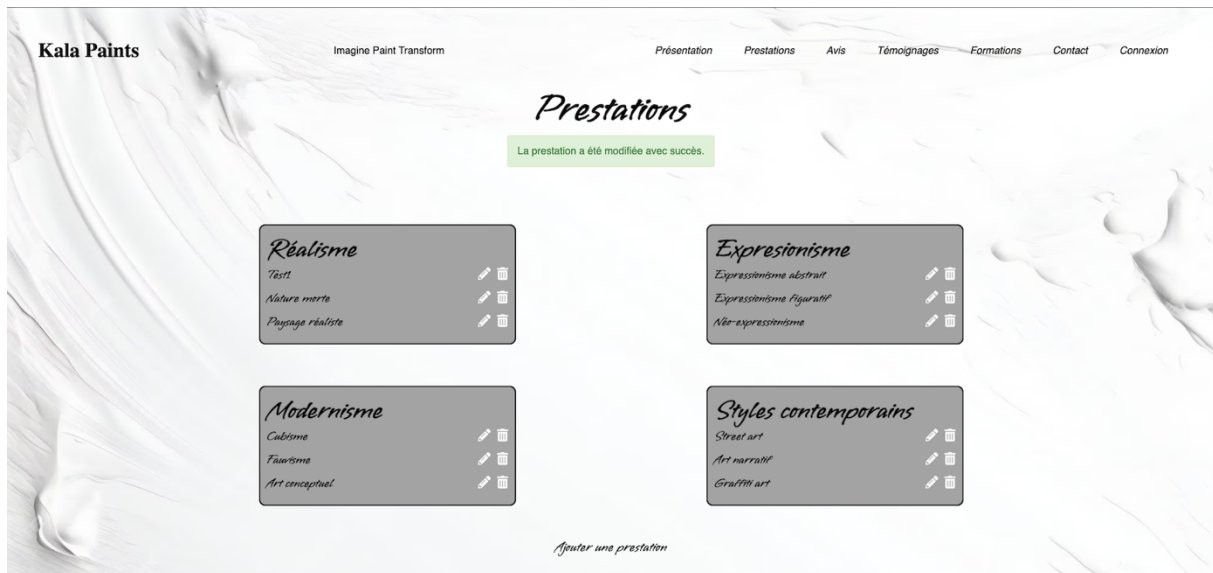 Kala Paints
Imagine Paint Transform
Présentation Prestations Avis Témoignages Formations Contact Connexion
Prestations
La prestation a été modifiée avec succès.
Réalisme
Test1
Nature morte
Paysage réaliste
Expresionisme
Expressionisme abstrait
Expressionisme figuratif
Néo-expressionisme
Modernisme
Cubisme
Fauvisme
Art conceptuel
Styles contemporains
Street art
Art narratif
Graffiti art
Ajouter une prestation